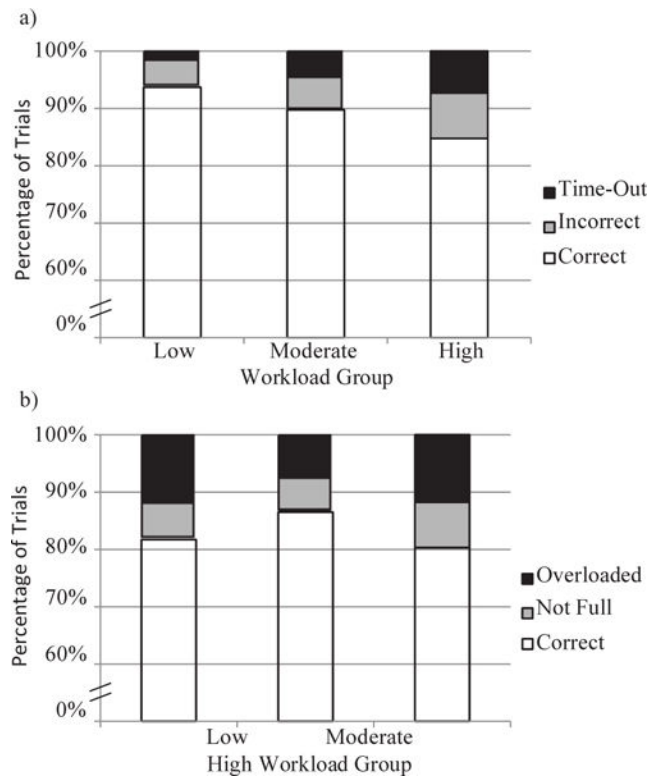 a)
100%
90%
80%
70%
60%
0%
Percentage of Trials
Time-Out
Incorrect
Correct
Low Moderate High
Workload Group
b)
100%
90%
80%
70%
60%
0%
Percentage of Trials
Overloaded
Not Full
Correct
Low Moderate
High Workload Group